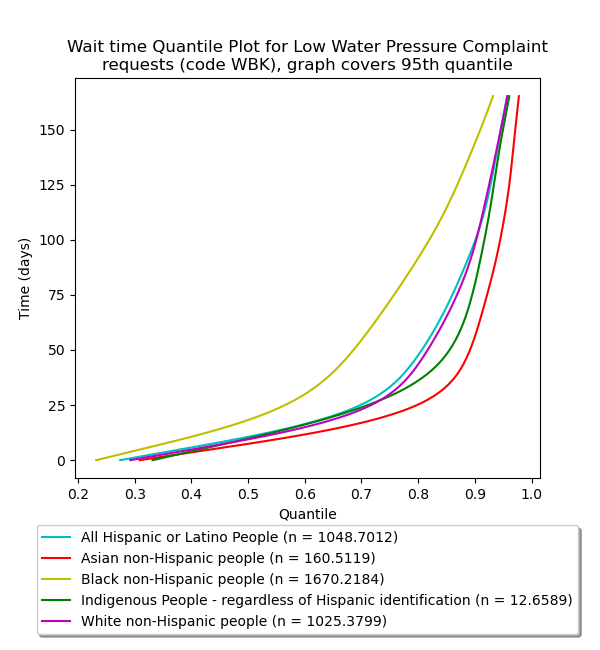 Wait time Quantile Plot for Low Water Pressure Complaint
requests (code WBK), graph covers 95th quantile
150
125
100
75
50
25
0
Time (days)
0.2 0.3 0.4 0.5 0.6 0.7 0.8 0.9 1.0
Quantile
All Hispanic or Latino People (n = 1048.7012)
Asian non-Hispanic people (n = 160.5119)
Black non-Hispanic people (n = 1670.2184)
Indigenous People - regardless of Hispanic identification (n = 12.6589)
White non-Hispanic people (n = 1025.3799)